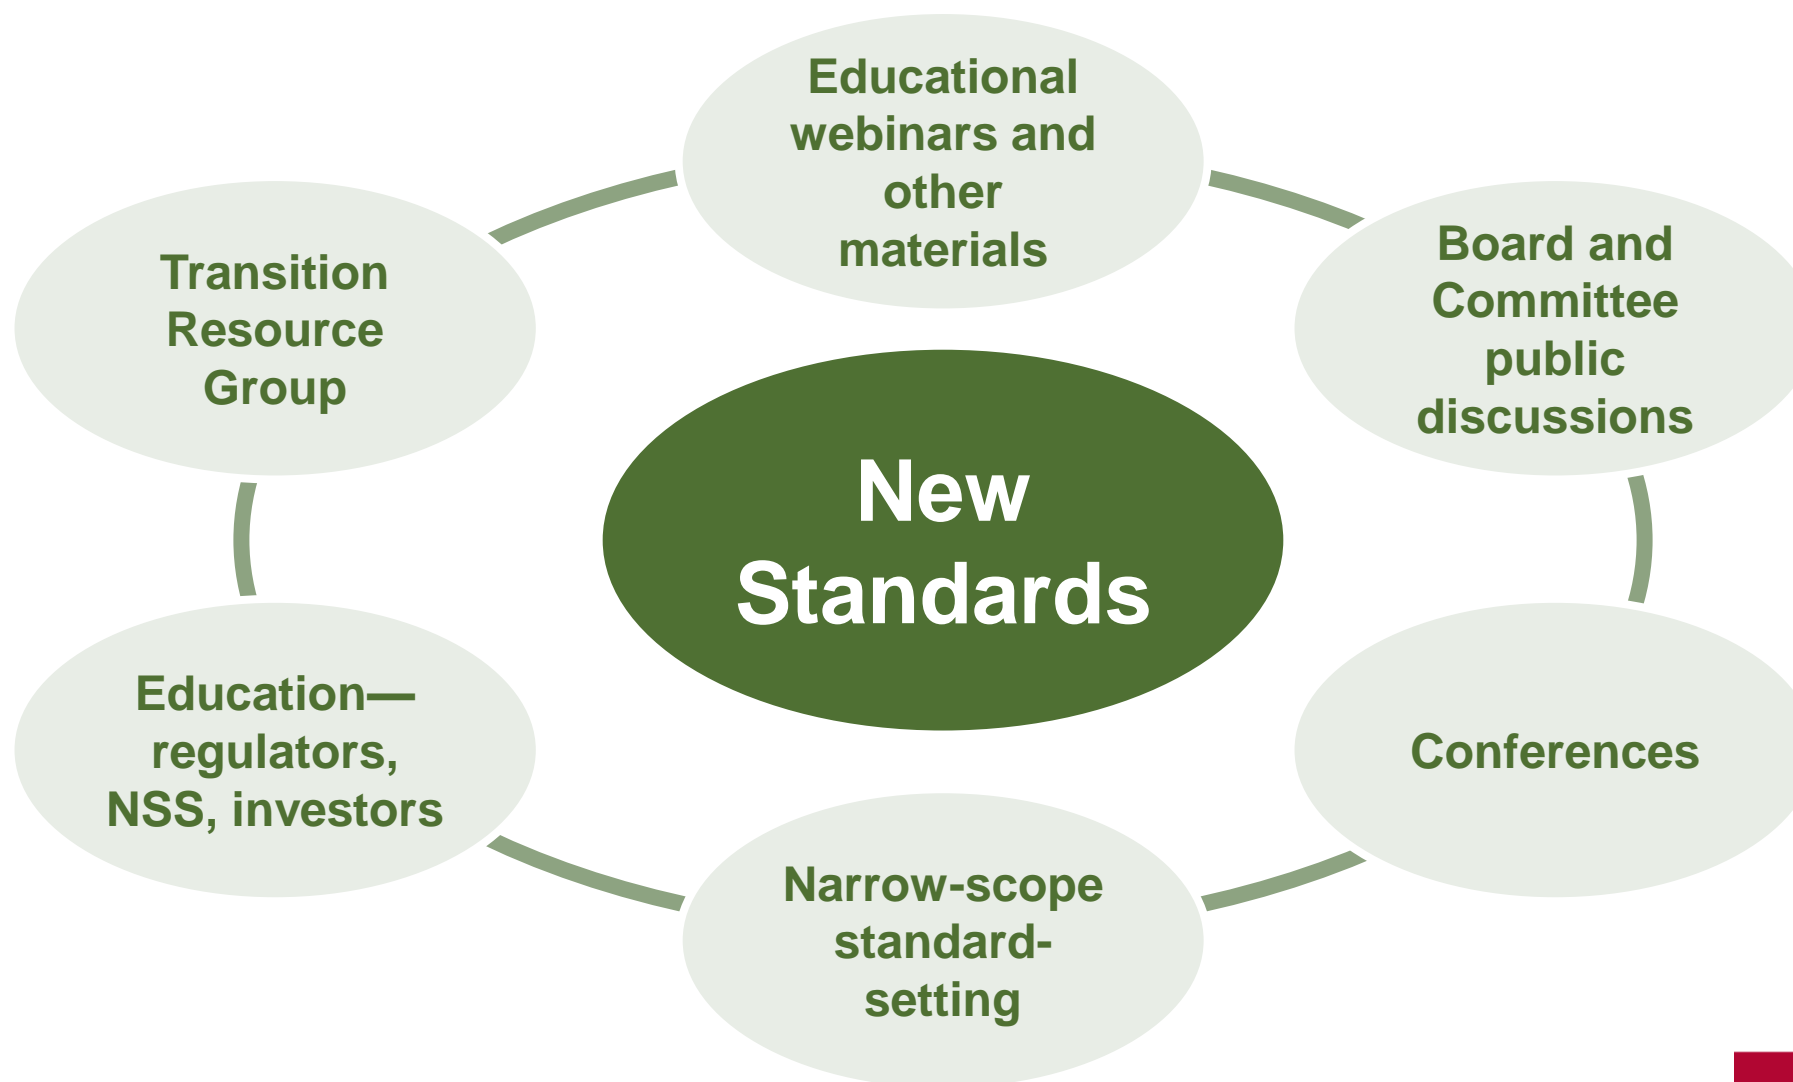 Educational
webinars and
other
materials
Board and
Committee
public
discussions
Transition
Resource
Group
New
Standards
Education—
regulators,
NSS, investors
Conferences
Narrow-scope
standard-
setting